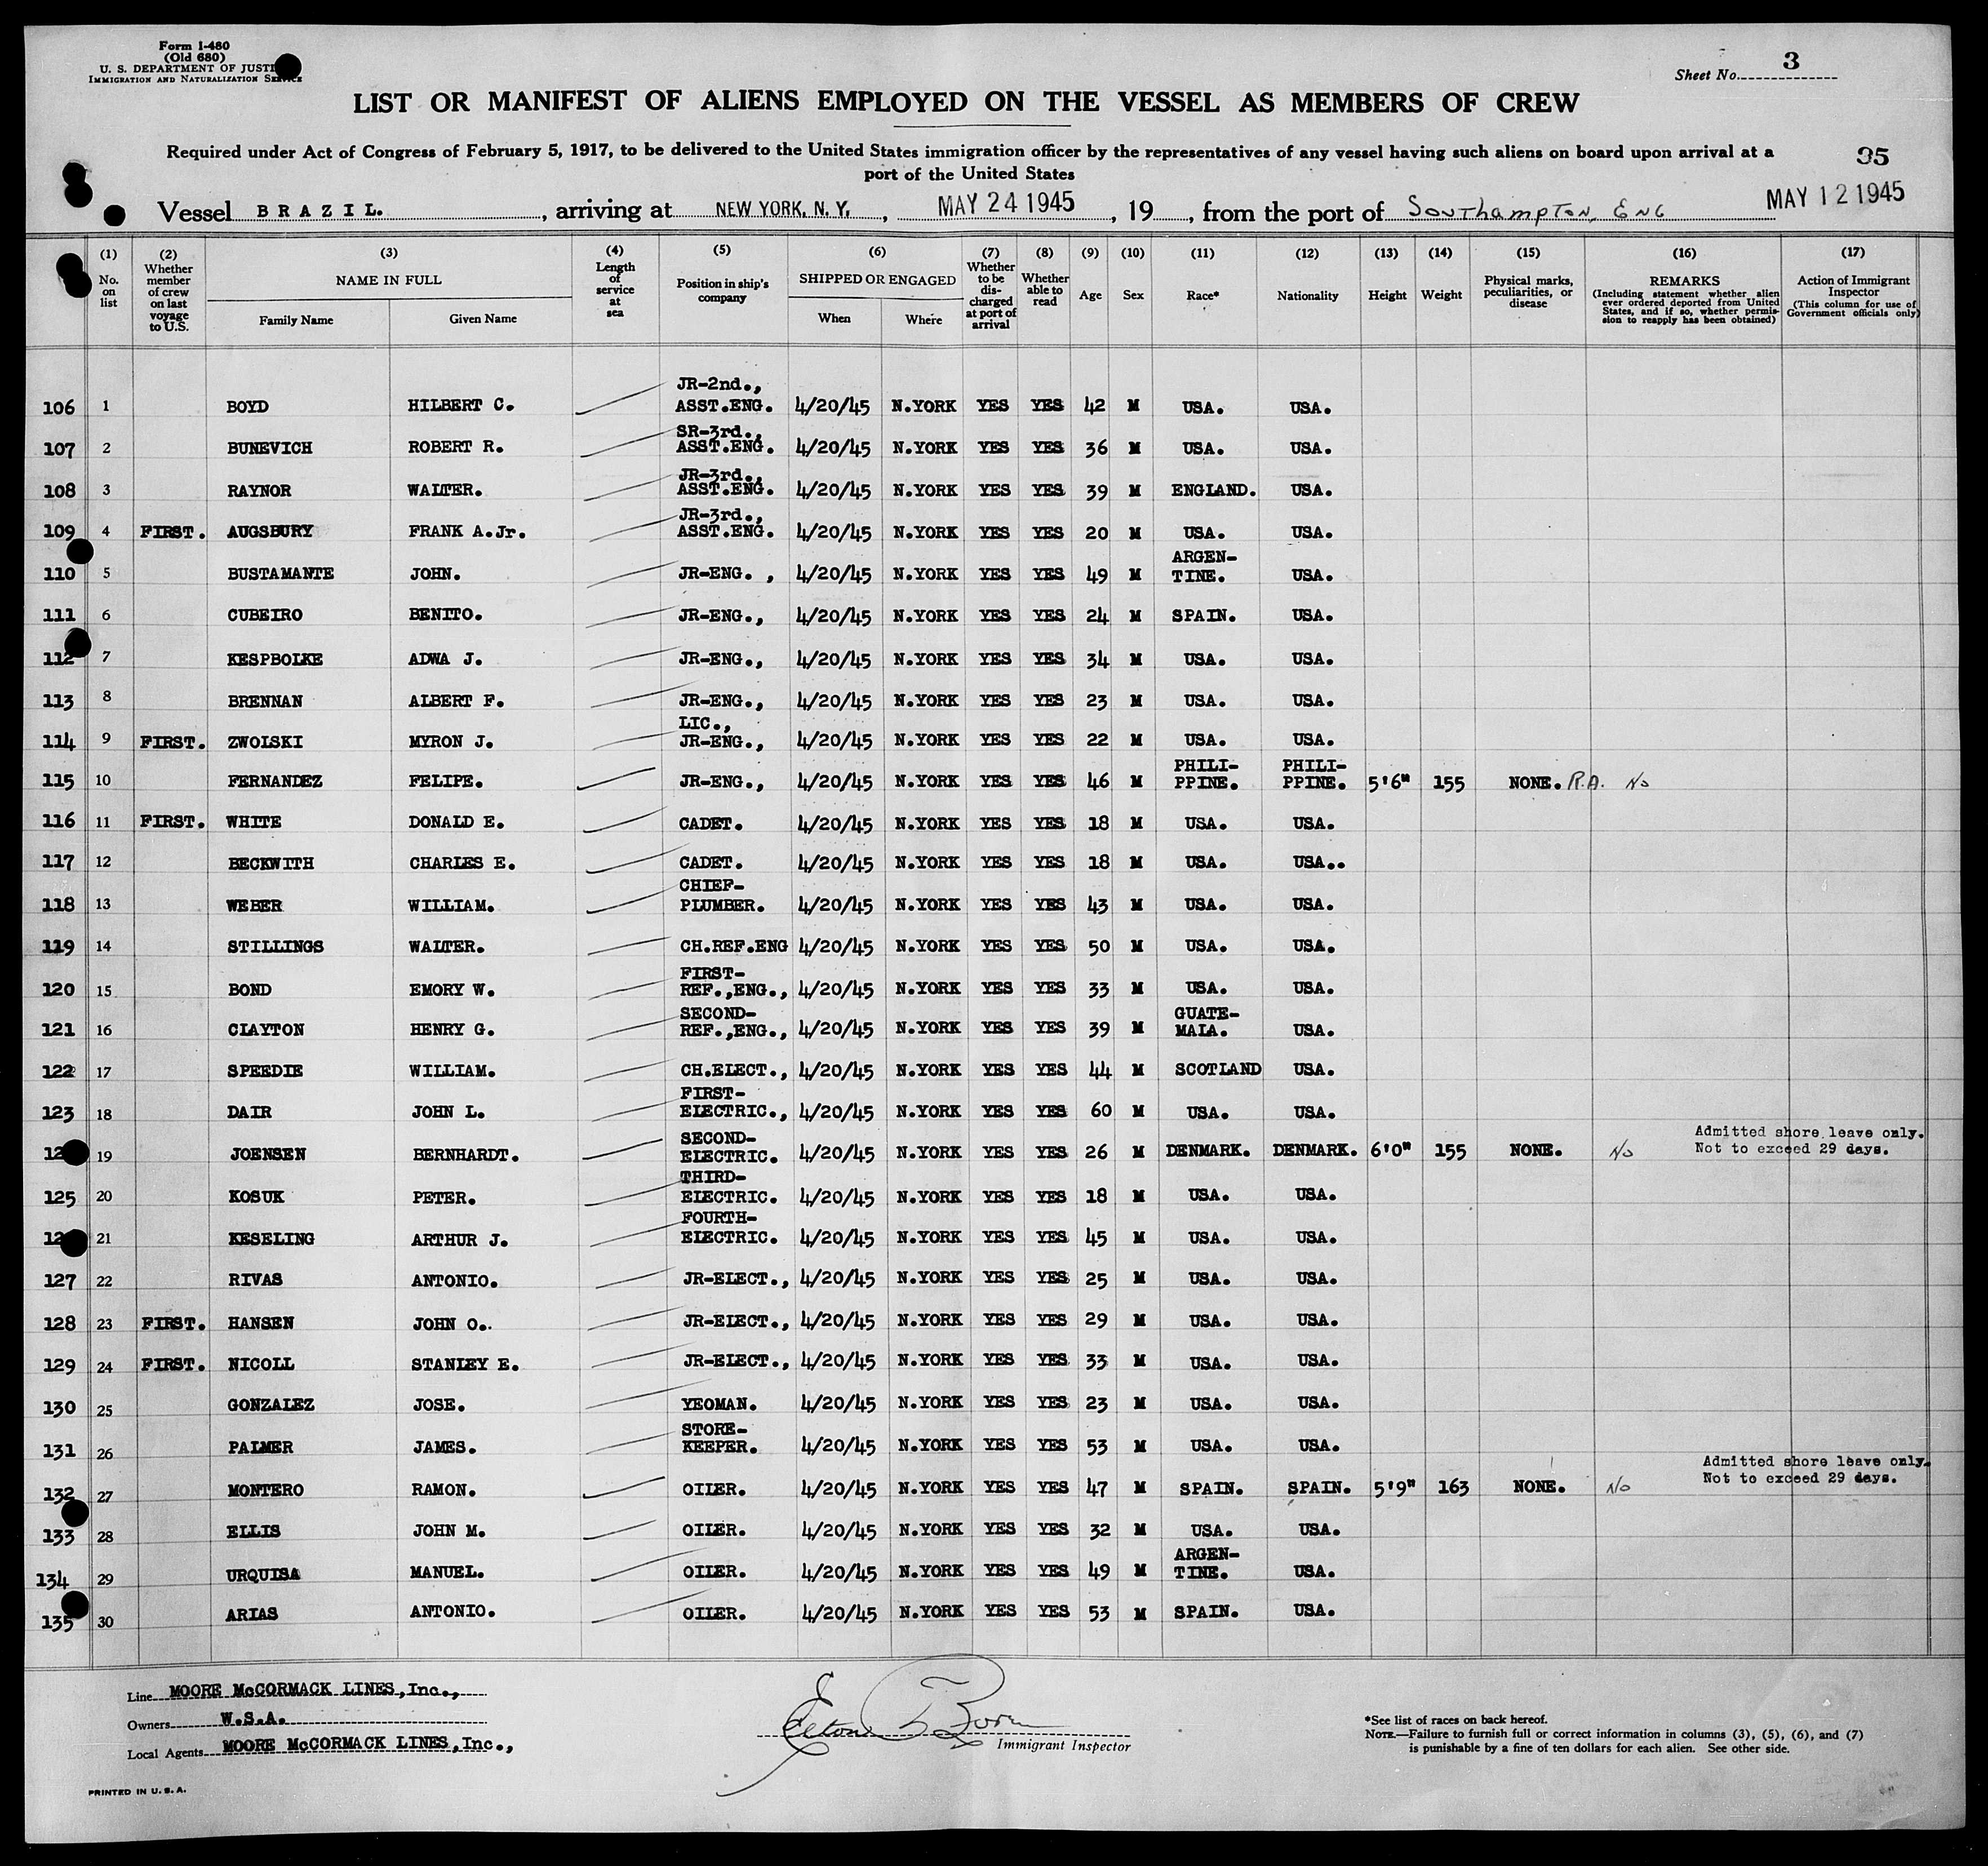 Form I-480
(Old 680)
U. S. DEPARTMENT OF JUSTICE
IMMIGRATION AND NATURALIZATION SERVICE
Sheet No. 3
LIST OR MANIFEST OF ALIENS EMPLOYED ON THE VESSEL AS MEMBERS OF CREW
Required under Act of Congress of February 5, 1917, to be delivered to the United States immigration officer by the representatives of any vessel having such aliens on board upon arrival at a
port of the United States
35
Vessel BRAZIL., arriving at NEW YORK, N. Y., MAY 24 1945, 19 , from the port of Southampton, Eng MAY 12 1945
(1) No. on list
(2) Whether member of crew on last voyage to U.S.
(3) NAME IN FULL Family Name Given Name
(4) Length of service at sea
(5) Position in ship's company
(6) SHIPPED OR ENGAGED When Where
(7) Whether to be discharged at port of arrival
(8) Whether able to read
(9) Age
(10) Sex
(11) Race*
(12) Nationality
(13) Height
(14) Weight
(15) Physical marks, peculiarities, or disease
(16) REMARKS (Including statement whether alien ever ordered deported from United States, and if so, whether permission to reapply has been obtained)
(17) Action of Immigrant Inspector (This column for use of Government officials only)
106 1 BOYD HILBERT C. JR-2nd., ASST.ENG. 4/20/45 N.YORK YES YES 42 M USA. USA.
107 2 BUNEVICH ROBERT R. SR-3rd., ASST.ENG. 4/20/45 N.YORK YES YES 36 M USA. USA.
108 3 RAYNOR WALTER. JR-3rd., ASST.ENG. 4/20/45 N.YORK YES YES 39 M ENGLAND. USA.
109 4 FIRST. AUGSBURY FRANK A.Jr. JR-3rd., ASST.ENG. 4/20/45 N.YORK YES YES 20 M USA. USA.
110 5 BUSTAMANTE JOHN. JR-ENG. , 4/20/45 N.YORK YES YES 49 M ARGEN-TINE. USA.
111 6 CUBEIRO BENITO. JR-ENG., 4/20/45 N.YORK YES YES 24 M SPAIN. USA.
112 7 KESPBOLKE ADWA J. JR-ENG., 4/20/45 N.YORK YES YES 34 M USA. USA.
113 8 BRENNAN ALBERT F. JR-ENG., 4/20/45 N.YORK YES YES 23 M USA. USA.
114 9 FIRST. ZWOLSKI MYRON J. LIC., JR-ENG., 4/20/45 N.YORK YES YES 22 M USA. USA.
115 10 FERNANDEZ FELIPE. JR-ENG., 4/20/45 N.YORK YES YES 46 M PHILI-PPINE. PHILI-PPINE. 5'6" 155 NONE. R.A. No
116 11 FIRST. WHITE DONALD E. CADET. 4/20/45 N.YORK YES YES 18 M USA. USA.
117 12 BECKWITH CHARLES E. CADET. 4/20/45 N.YORK YES YES 18 M USA. USA..
118 13 WEBER WILLIAM. CHIEF-PLUMBER. 4/20/45 N.YORK YES YES 43 M USA. USA.
119 14 STILLINGS WALTER. CH.REF.ENG 4/20/45 N.YORK YES YES 50 M USA. USA.
120 15 BOND EMORY W. FIRST-REF.,ENG., 4/20/45 N.YORK YES YES 33 M USA. USA.
121 16 CLAYTON HENRY G. SECOND-REF.,ENG., 4/20/45 N.YORK YES YES 39 M GUATE-MALA. USA.
122 17 SPEEDIE WILLIAM. CH.ELECT., 4/20/45 N.YORK YES YES 44 M SCOTLAND USA.
123 18 DAIR JOHN L. FIRST-ELECTRIC., 4/20/45 N.YORK YES YES 60 M USA. USA.
12 19 JOENSEN BERNHARDT. SECOND-ELECTRIC. 4/20/45 N.YORK YES YES 26 M DENMARK. DENMARK. 6'0" 155 NONE. No Admitted shore leave only. Not to exceed 29 days.
125 20 KOSUK PETER. THIRD-ELECTRIC. 4/20/45 N.YORK YES YES 18 M USA. USA.
12 21 KESELING ARTHUR J. FOURTH-ELECTRIC. 4/20/45 N.YORK YES YES 45 M USA. USA.
127 22 RIVAS ANTONIO. JR-ELECT., 4/20/45 N.YORK YES YES 25 M USA. USA.
128 23 FIRST. HANSEN JOHN O.. JR-ELECT., 4/20/45 N.YORK YES YES 29 M USA. USA.
129 24 FIRST. NICOLL STANLEY E. JR-ELECT., 4/20/45 N.YORK YES YES 33 M USA. USA.
130 25 GONZALEZ JOSE. YEOMAN. 4/20/45 N.YORK YES YES 23 M USA. USA.
131 26 PALMER JAMES. STORE-KEEPER. 4/20/45 N.YORK YES YES 53 M USA. USA.
132 27 MONTERO RAMON. OILER. 4/20/45 N.YORK YES YES 47 M SPAIN. SPAIN. 5'9" 163 NONE. No Admitted shore leave only. Not to exceed 29 days.
133 28 ELLIS JOHN M. OILER. 4/20/45 N.YORK YES YES 32 M USA. USA.
134 29 URQUISA MANUEL. OILER. 4/20/45 N.YORK YES YES 49 M ARGEN-TINE. USA.
135 30 ARIAS ANTONIO. OILER. 4/20/45 N.YORK YES YES 53 M SPAIN. USA.
Line MOORE McCORMACK LINES,Inc.,
Owners W.S.A.
Local Agents MOORE McCORMACK LINES,Inc.,
Immigrant Inspector
*See list of races on back hereof.
NOTE.—Failure to furnish full or correct information in columns (3), (5), (6), and (7)
is punishable by a fine of ten dollars for each alien. See other side.
PRINTED IN U. S. A.